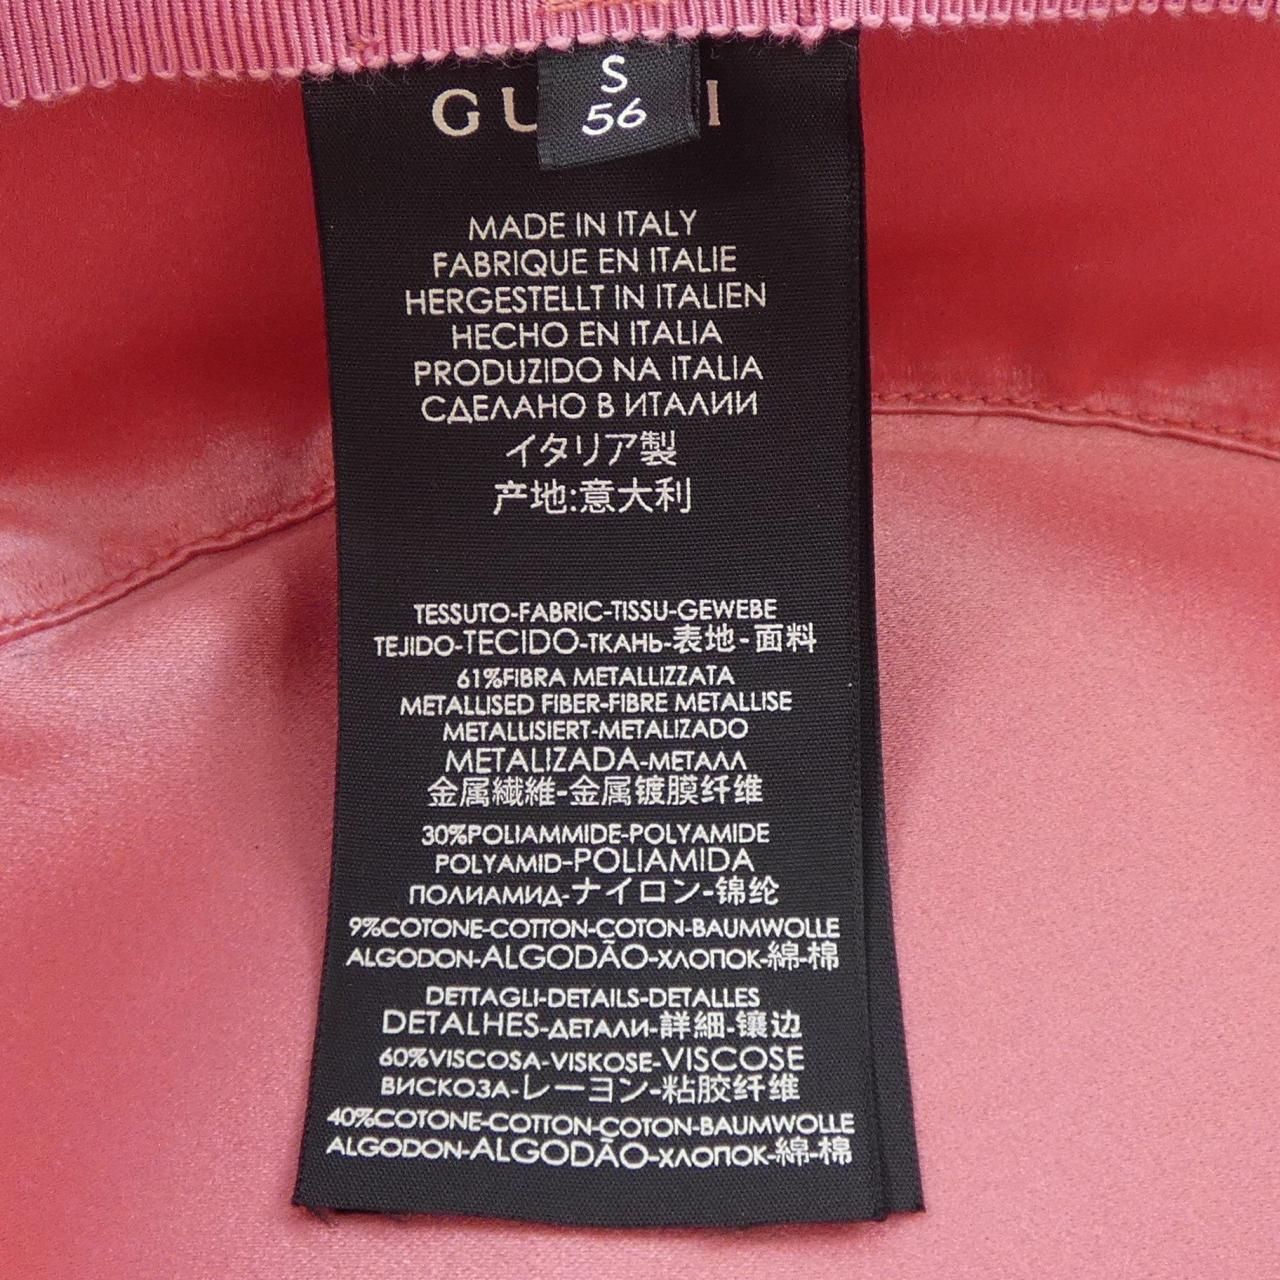 S
56
MADE IN ITALY
FABRIQUE EN ITALIE
HERGESTELLT IN ITALIEN
HECHO EN ITALIA
PRODUZIDO NA ITALIA
СДЕЛАНО В ИТАЛИИ
イタリア製
产地:意大利
TESSUTO-FABRIC-TISSU-GEWEBE
TEJIDO-TECIDO-ТКАНЬ-表地-面料
61%FIBRA METALLIZZATA
METALLISED FIBER-FIBRE METALLISE
METALLISIERT-METALIZADO
METALIZADA-МЕТАЛЛ
金属繊維-金属镀膜纤维
30%POLIAMMIDE-POLYAMIDE
POLYAMID-POLIAMIDA
ПОЛИАМИД-ナイロン-锦纶
9%COTONE-COTTON-COTON-BAUMWOLLE
ALGODON-ALGODÃO-ХЛОПОК-綿-棉
DETTAGLI-DETAILS-DETALLES
DETALHES-ДЕТАЛИ-詳細-镶边
60%VISCOSA-VISKOSE-VISCOSE
ВИСКОЗА-レーヨン-粘胶纤维
40%COTONE-COTTON-COTON-BAUMWOLLE
ALGODON-ALGODÃO-ХЛОПОК-綿-棉